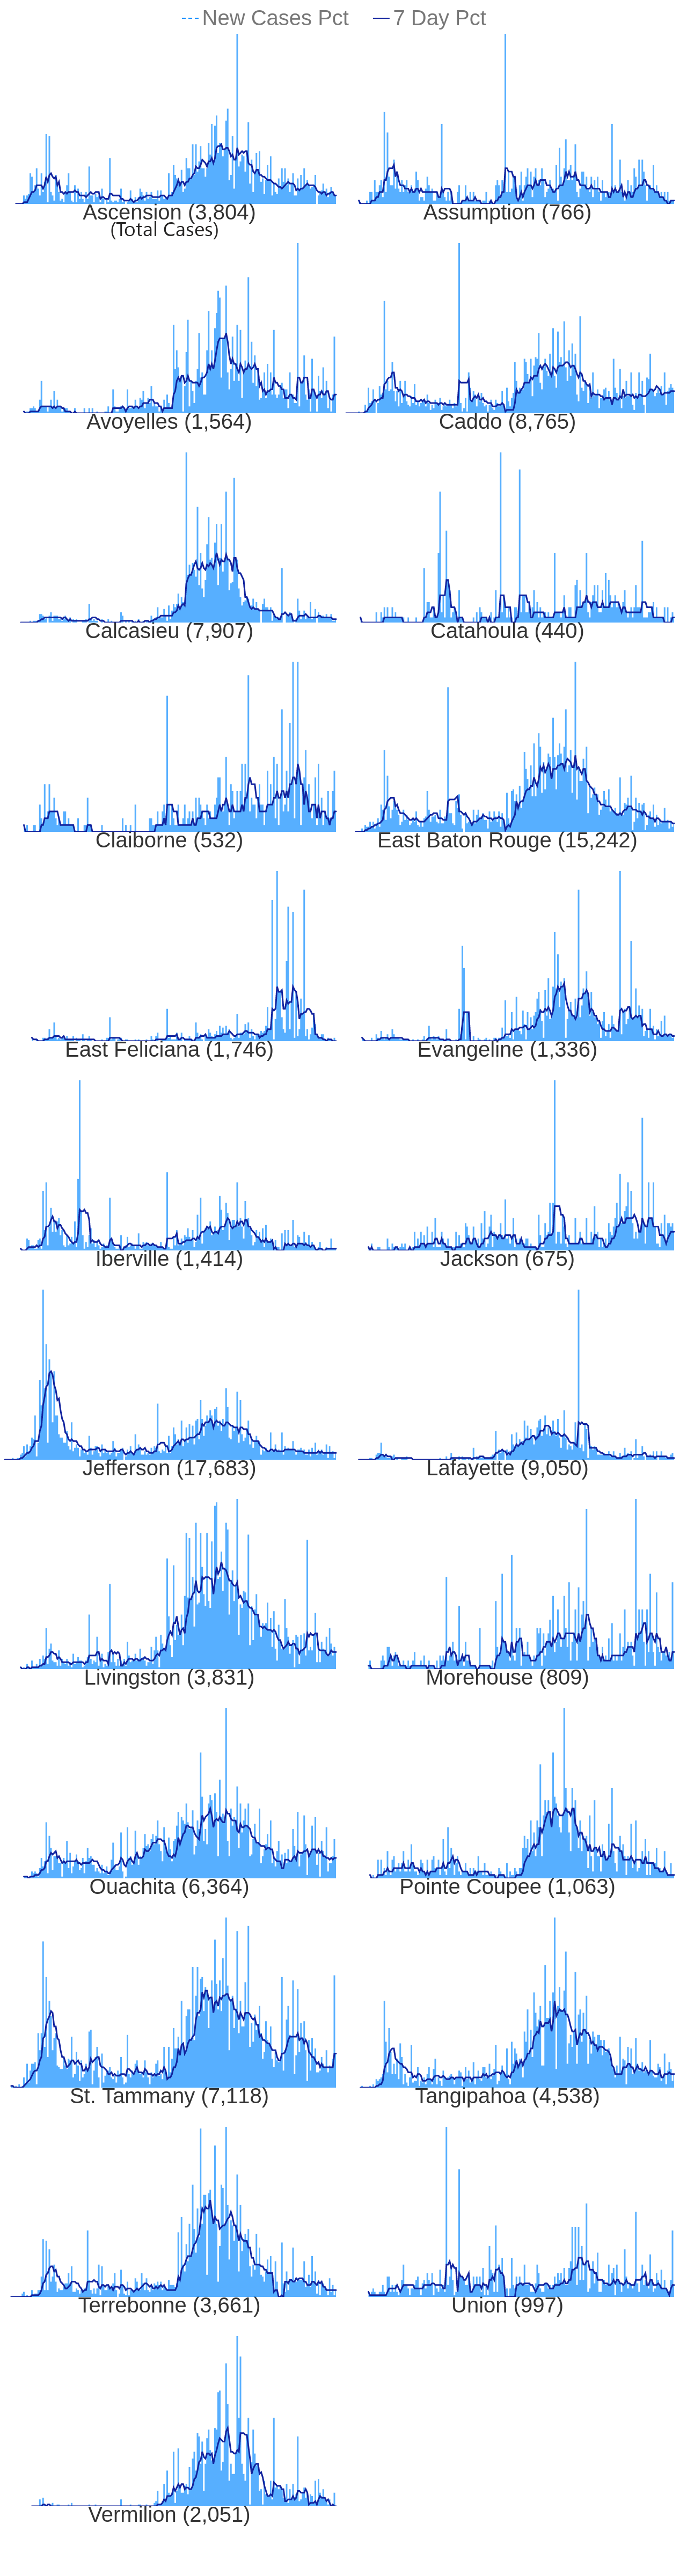 New Cases Pct 7 Day Pct
Ascension (3,804) Assumption (766)
(Total Cases)
Avoyelles (1,564) Caddo (8,765)
Calcasieu (7,907) Catahoula (440)
Claiborne (532) East Baton Rouge (15,242)
East Feliciana (1,746) Evangeline (1,336)
Iberville (1,414) Jackson (675)
Jefferson (17,683) Lafayette (9,050)
Livingston (3,831) Morehouse (809)
Ouachita (6,364) Pointe Coupee (1,063)
St. Tammany (7,118) Tangipahoa (4,538)
Terrebonne (3,661) Union (997)
Vermilion (2,051)